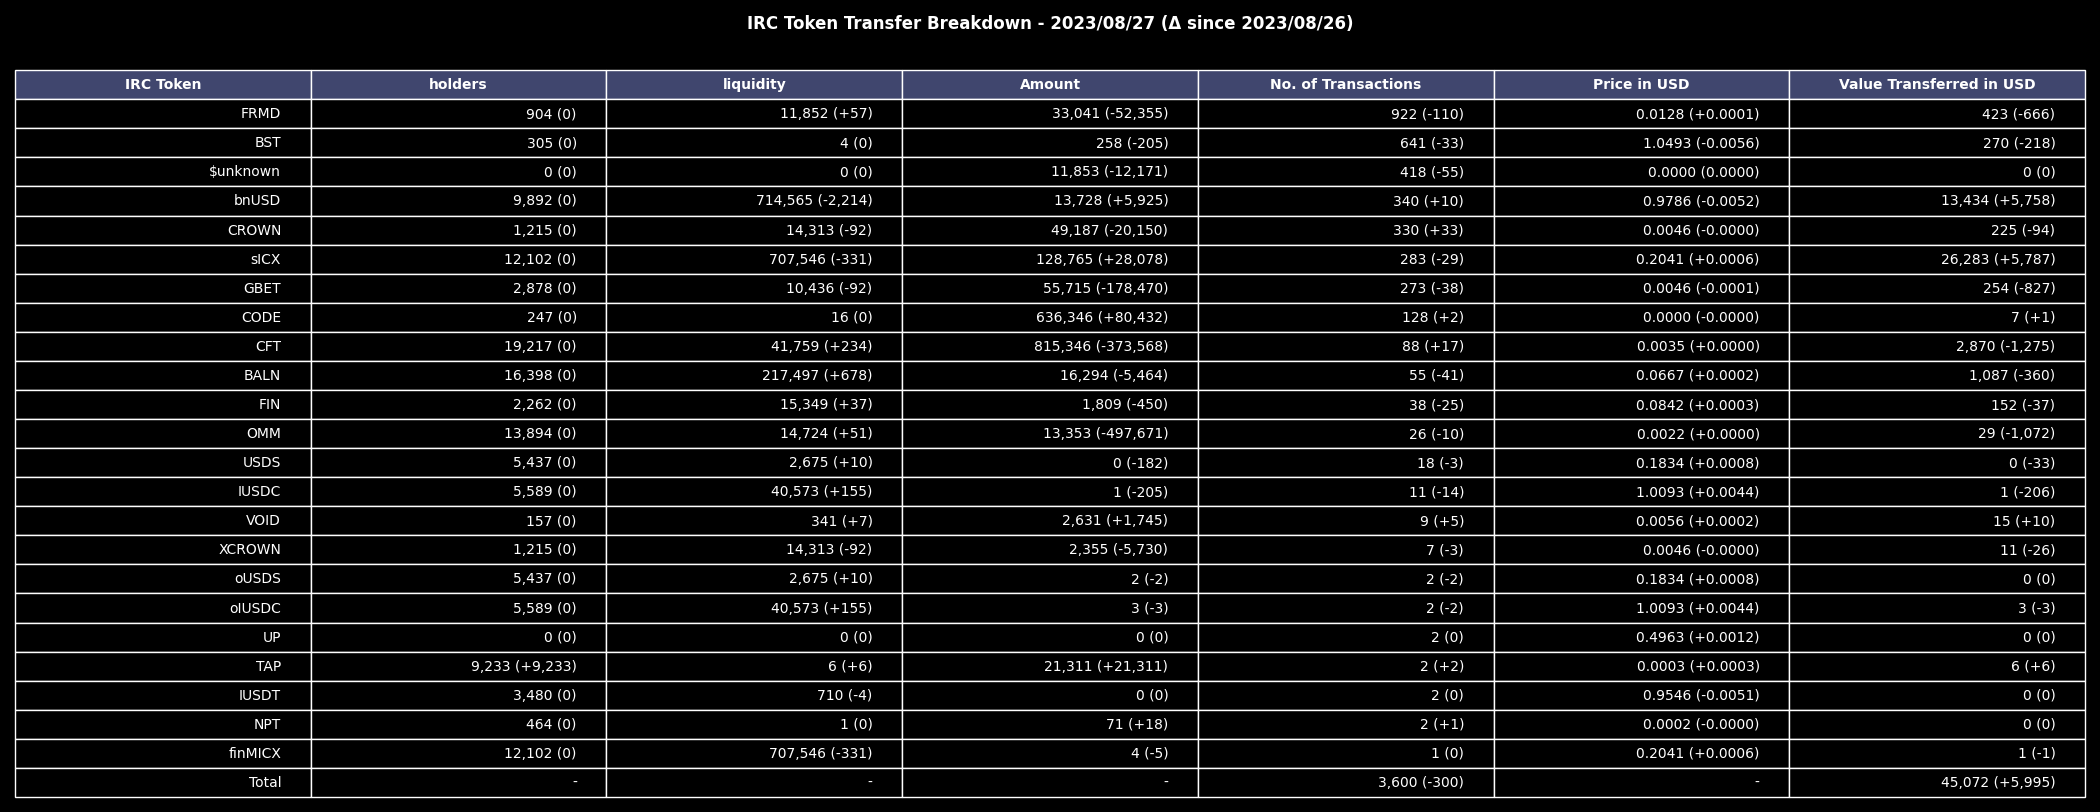 IRC Token Transfer Breakdown - 2023/08/27 (Δ since 2023/08/26)
IRC Token holders liquidity Amount No. of Transactions Price in USD Value Transferred in USD
FRMD 904 (0) 11,852 (+57) 33,041 (-52,355) 922 (-110) 0.0128 (+0.0001) 423 (-666)
BST 305 (0) 4 (0) 258 (-205) 641 (-33) 1.0493 (-0.0056) 270 (-218)
$unknown 0 (0) 0 (0) 11,853 (-12,171) 418 (-55) 0.0000 (0.0000) 0 (0)
bnUSD 9,892 (0) 714,565 (-2,214) 13,728 (+5,925) 340 (+10) 0.9786 (-0.0052) 13,434 (+5,758)
CROWN 1,215 (0) 14,313 (-92) 49,187 (-20,150) 330 (+33) 0.0046 (-0.0000) 225 (-94)
sICX 12,102 (0) 707,546 (-331) 128,765 (+28,078) 283 (-29) 0.2041 (+0.0006) 26,283 (+5,787)
GBET 2,878 (0) 10,436 (-92) 55,715 (-178,470) 273 (-38) 0.0046 (-0.0001) 254 (-827)
CODE 247 (0) 16 (0) 636,346 (+80,432) 128 (+2) 0.0000 (-0.0000) 7 (+1)
CFT 19,217 (0) 41,759 (+234) 815,346 (-373,568) 88 (+17) 0.0035 (+0.0000) 2,870 (-1,275)
BALN 16,398 (0) 217,497 (+678) 16,294 (-5,464) 55 (-41) 0.0667 (+0.0002) 1,087 (-360)
FIN 2,262 (0) 15,349 (+37) 1,809 (-450) 38 (-25) 0.0842 (+0.0003) 152 (-37)
OMM 13,894 (0) 14,724 (+51) 13,353 (-497,671) 26 (-10) 0.0022 (+0.0000) 29 (-1,072)
USDS 5,437 (0) 2,675 (+10) 0 (-182) 18 (-3) 0.1834 (+0.0008) 0 (-33)
IUSDC 5,589 (0) 40,573 (+155) 1 (-205) 11 (-14) 1.0093 (+0.0044) 1 (-206)
VOID 157 (0) 341 (+7) 2,631 (+1,745) 9 (+5) 0.0056 (+0.0002) 15 (+10)
XCROWN 1,215 (0) 14,313 (-92) 2,355 (-5,730) 7 (-3) 0.0046 (-0.0000) 11 (-26)
oUSDS 5,437 (0) 2,675 (+10) 2 (-2) 2 (-2) 0.1834 (+0.0008) 0 (0)
oIUSDC 5,589 (0) 40,573 (+155) 3 (-3) 2 (-2) 1.0093 (+0.0044) 3 (-3)
UP 0 (0) 0 (0) 0 (0) 2 (0) 0.4963 (+0.0012) 0 (0)
TAP 9,233 (+9,233) 6 (+6) 21,311 (+21,311) 2 (+2) 0.0003 (+0.0003) 6 (+6)
IUSDT 3,480 (0) 710 (-4) 0 (0) 2 (0) 0.9546 (-0.0051) 0 (0)
NPT 464 (0) 1 (0) 71 (+18) 2 (+1) 0.0002 (-0.0000) 0 (0)
finMICX 12,102 (0) 707,546 (-331) 4 (-5) 1 (0) 0.2041 (+0.0006) 1 (-1)
Total - - - 3,600 (-300) - 45,072 (+5,995)